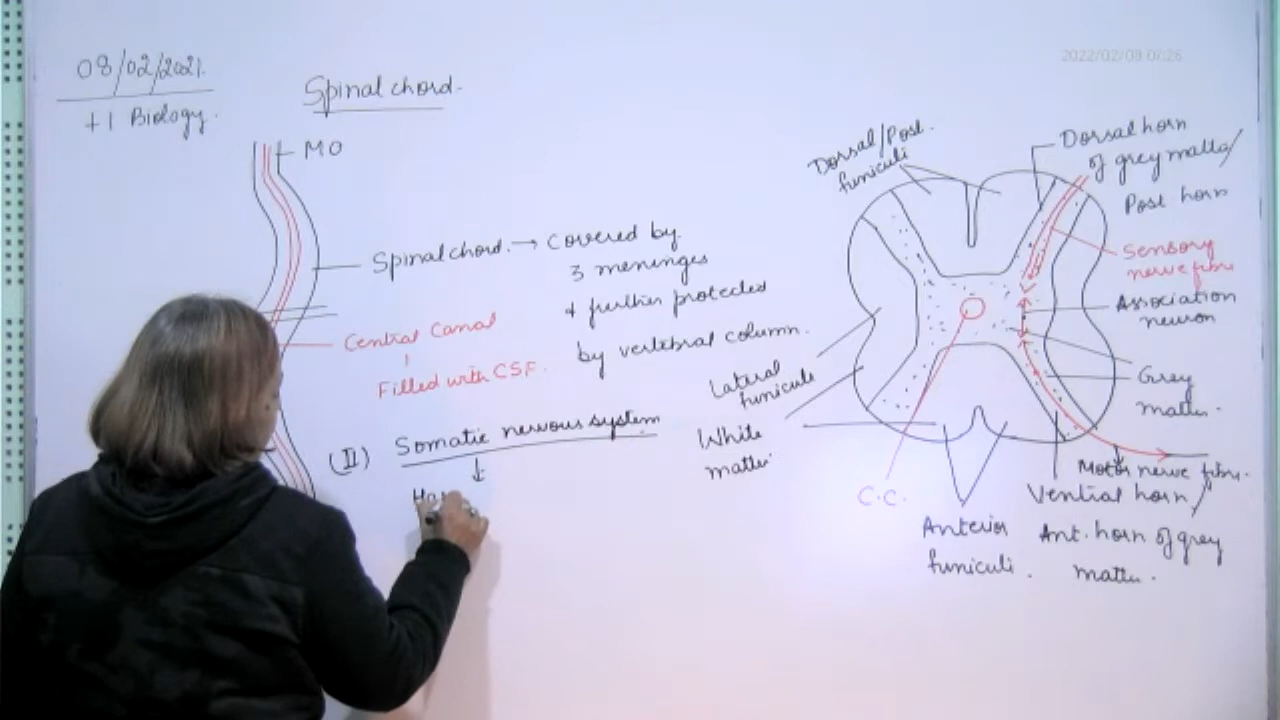 2022/02/09 07:26
08/02/2021.
+1 Biology.
Spinal chord.
MO
Spinal chord. → Covered by
3 meninges
+ further protected
by vertebral column.
Central Canal
Filled with CSF.
(II) Somatic nervous system
Ha
Dorsal/Post.
funiculi
Dorsal horn
of grey matter/
Post horn
Sensory
nerve fibre
Association
neuron
Grey
matter.
Lateral
funiculi
White
matter
C.C.
Anterior
funiculi.
Motor nerve fibre.
Ventral horn/
Ant. horn of grey
matter.